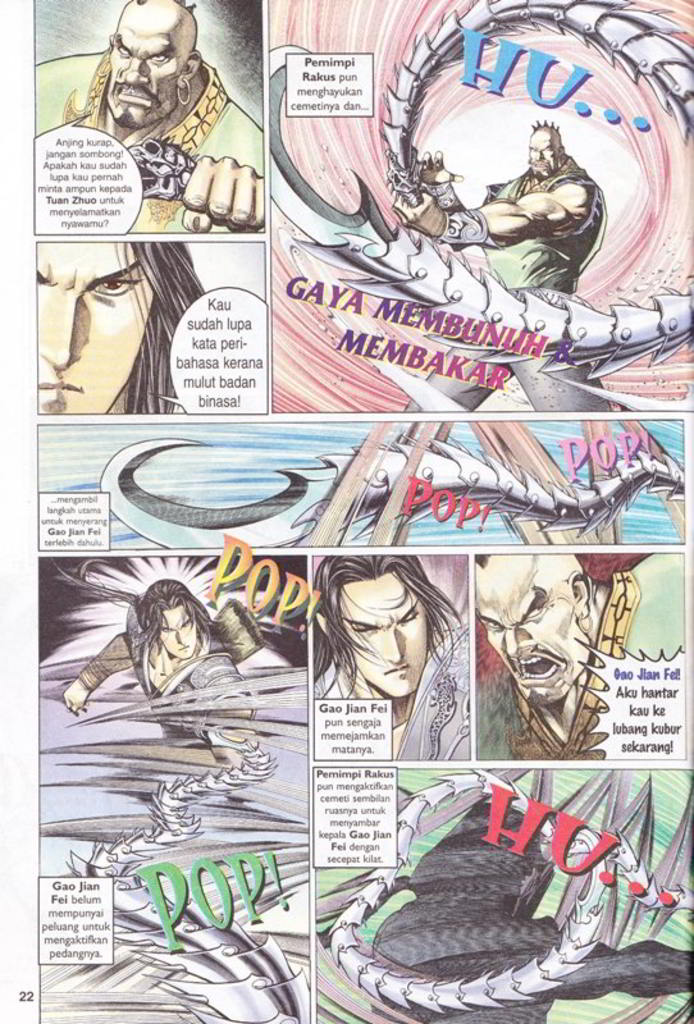 Anjing kurap,
jangan sombong!
Apakah kau sudah
lupa kau pernah
minta ampun kepada
Tuan Zhuo untuk
menyelamatkan
nyawamu?
Pemimpi
Rakus pun
menghayukan
cemetinya dan...
HU...
GAYA MEMBUNUH &
MEMBAKAR
Kau
sudah lupa
kata peri-
bahasa kerana
mulut badan
binasa!
...mengambil
langkah utama
untuk menyerang
Gao Jian Fei
terlebih dahulu.
POP!
POP!
POP!
Gao Jian
Fei belum
mempunyai
peluang untuk
mengaktifkan
pedangnya.
POP!
Gao Jian Fei
pun sengaja
memejamkan
matanya.
Gao Jian Fei!
Aku hantar
kau ke
lubang kubur
sekarang!
Pemimpi Rakus
pun mengaktifkan
cemeti sembilan
ruasnya untuk
menyambar
kepala Gao Jian
Fei dengan
secepat kilat.
HU...
22